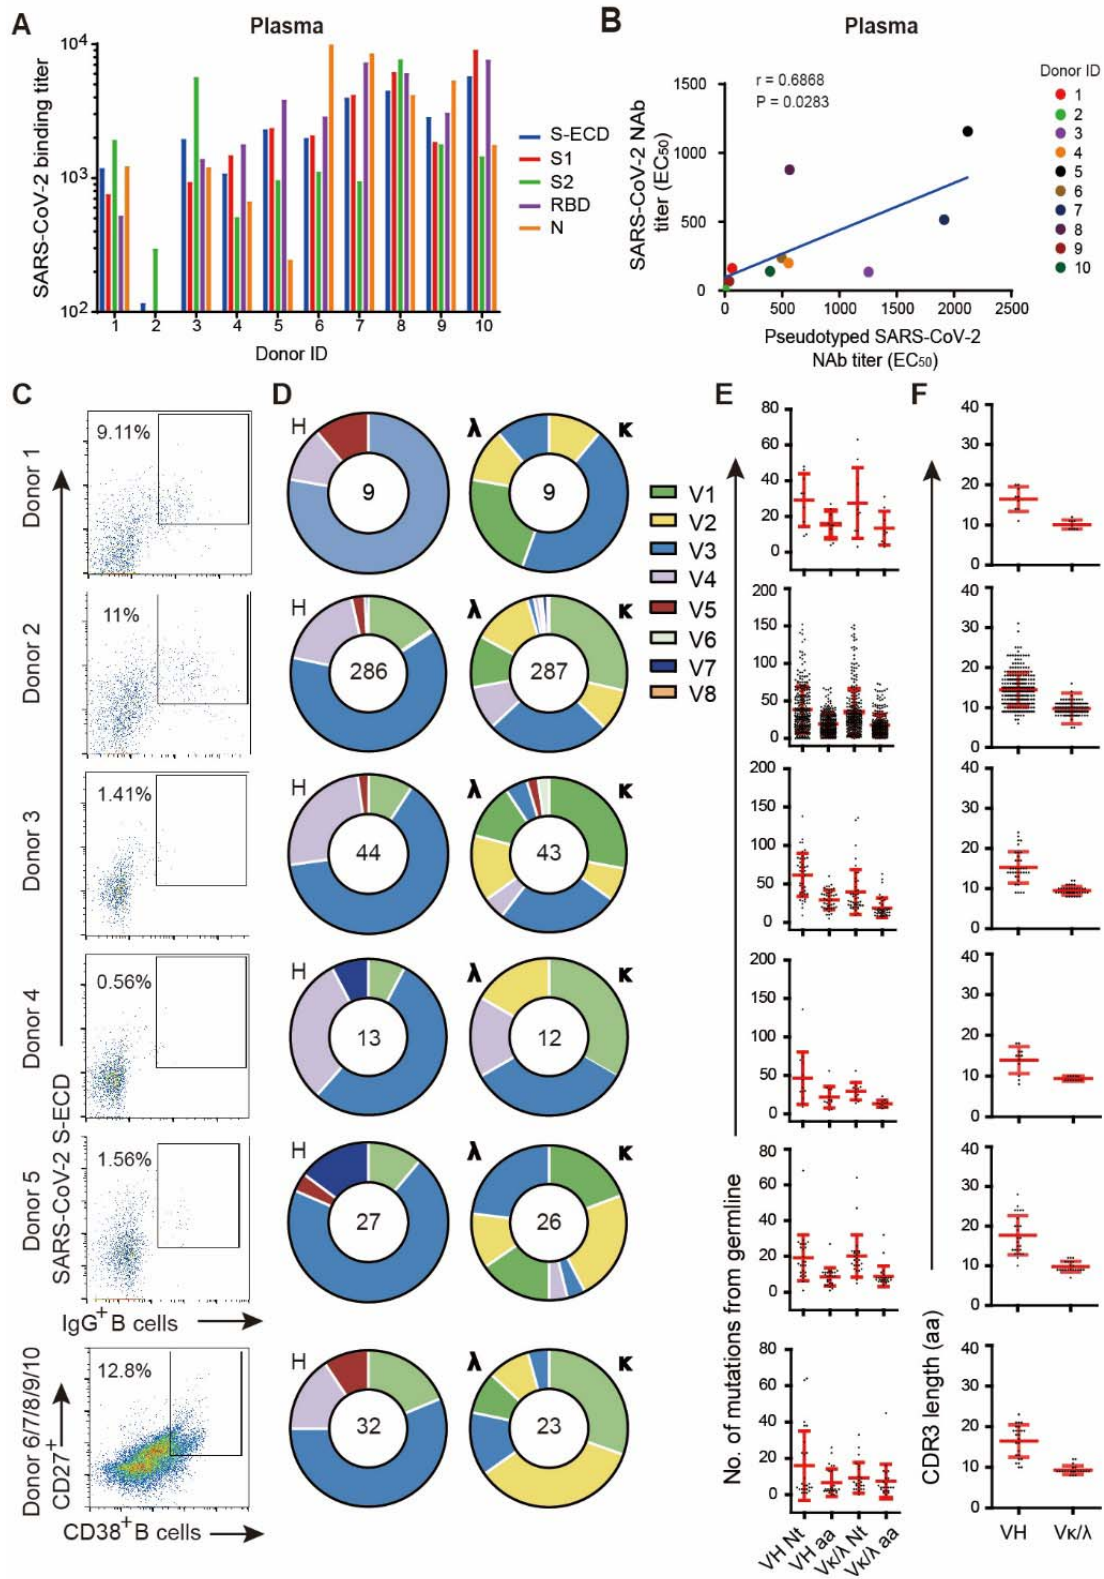 A
Plasma
SARS-CoV-2 binding titer
10^4
10^3
10^2
1 2 3 4 5 6 7 8 9 10
Donor ID
S-ECD
S1
S2
RBD
N
B
Plasma
r = 0.6868
P = 0.0283
SARS-CoV-2 NAb
titer (EC50)
1500
1000
500
0
0 500 1000 1500 2000 2500
Pseudotyped SARS-CoV-2
NAb titer (EC50)
Donor ID
1
2
3
4
5
6
7
8
9
10
C
Donor 1
9.11%
Donor 2
11%
Donor 3
1.41%
Donor 4
0.56%
Donor 5
1.56%
SARS-CoV-2 S-ECD
IgG+ B cells
Donor 6/7/8/9/10
CD27+
12.8%
CD38+ B cells
D
H 9 λ 9 κ
H 286 λ 287 κ
H 44 λ 43 κ
H 13 λ 12 κ
H 27 λ 26 κ
H 32 λ 23 κ
V1
V2
V3
V4
V5
V6
V7
V8
E
No. of mutations from germline
80
60
40
20
0
200
150
100
50
0
200
150
100
50
0
200
150
100
50
0
80
60
40
20
0
80
60
40
20
0
VH Nt
VH aa
Vκ/λ Nt
Vκ/λ aa
F
CDR3 length (aa)
40
30
20
10
0
40
30
20
10
0
40
30
20
10
0
40
30
20
10
0
40
30
20
10
0
40
30
20
10
0
VH Vκ/λ